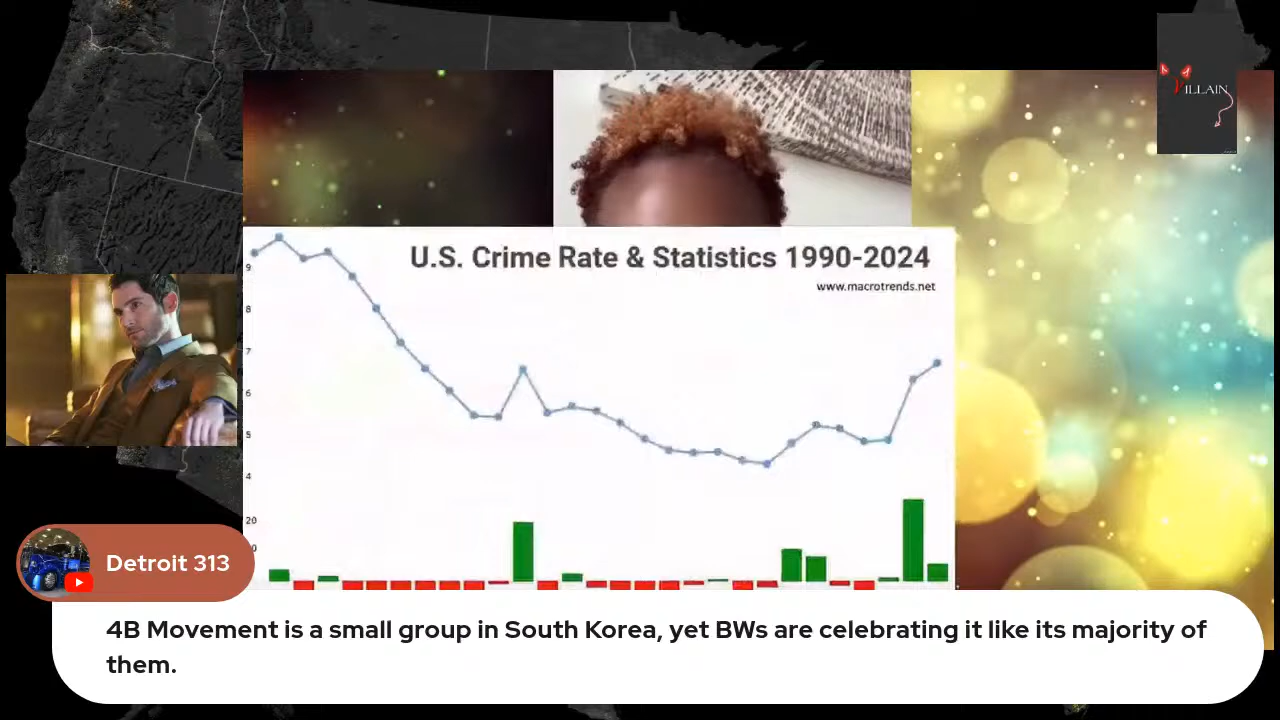 VILLAIN
U.S. Crime Rate & Statistics 1990-2024
www.macrotrends.net
9
8
7
6
5
4
20
0
Detroit 313
4B Movement is a small group in South Korea, yet BWs are celebrating it like its majority of
them.